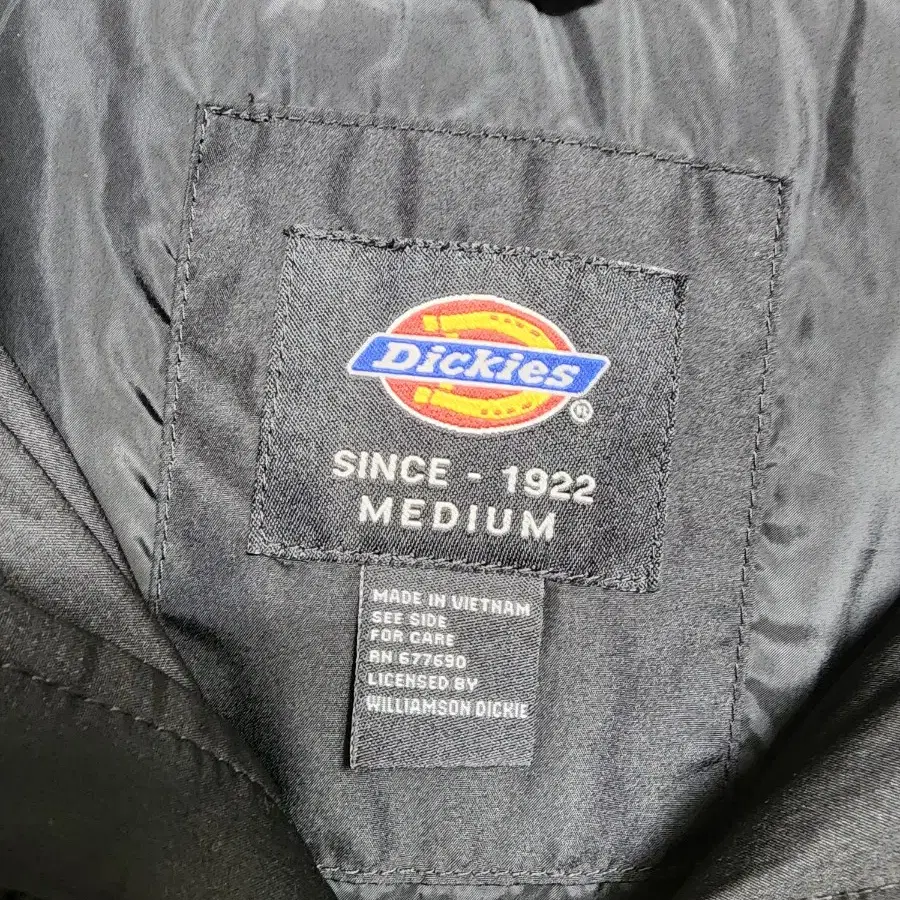 Dickies
®
SINCE - 1922
MEDIUM
MADE IN VIETNAM
SEE SIDE
FOR CARE
RN 677690
LICENSED BY
WILLIAMSON DICKIE